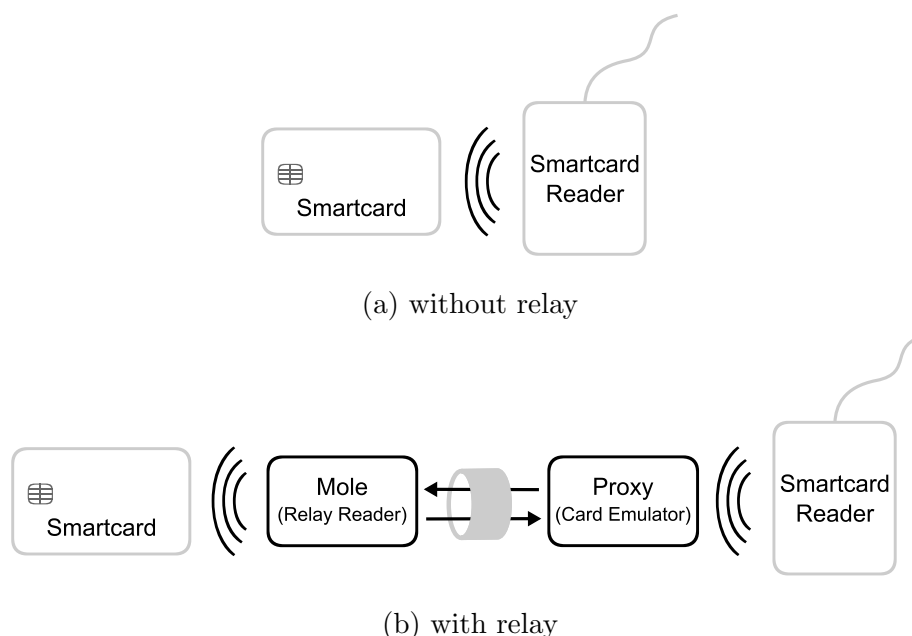 Smartcard
Smartcard
Reader
(a) without relay
Smartcard
Mole
(Relay Reader)
Proxy
(Card Emulator)
Smartcard
Reader
(b) with relay